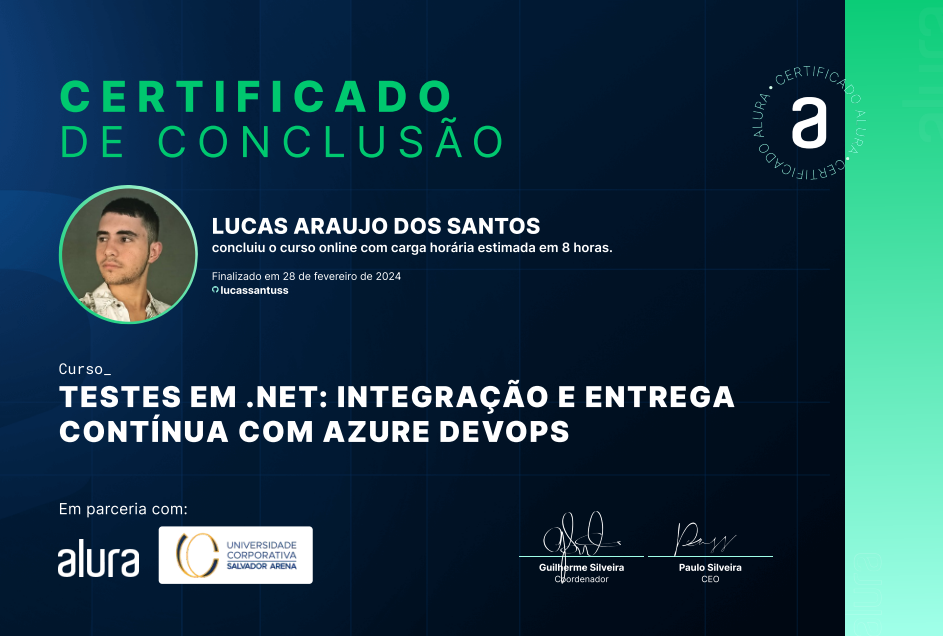 CERTIFICADO
DE CONCLUSÃO
CERTIFICADO ALURA • CERTIFICADO ALURA •
a
LUCAS ARAUJO DOS SANTOS
concluiu o curso online com carga horária estimada em 8 horas.
Finalizado em 28 de fevereiro de 2024
lucassantuss
Curso_
TESTES EM .NET: INTEGRAÇÃO E ENTREGA
CONTÍNUA COM AZURE DEVOPS
Em parceria com:
alura
UNIVERSIDADE
CORPORATIVA
SALVADOR ARENA
Guilherme Silveira
Coordenador
Paulo Silveira
CEO